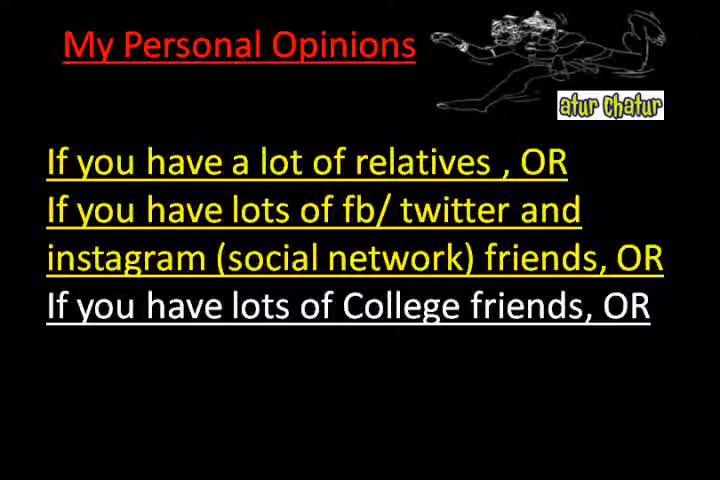 My Personal Opinions
atur chatur
If you have a lot of relatives , OR
If you have lots of fb/ twitter and
instagram (social network) friends, OR
If you have lots of College friends, OR